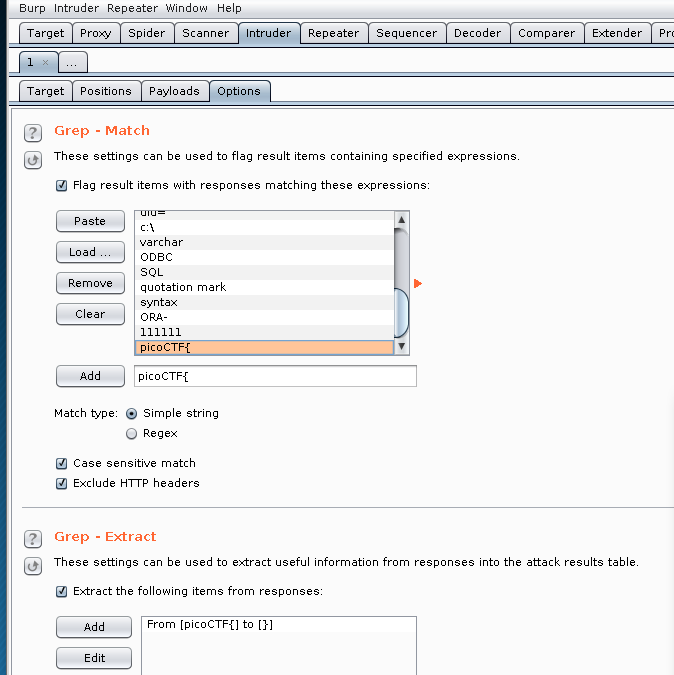 Burp Intruder Repeater Window Help
Target Proxy Spider Scanner Intruder Repeater Sequencer Decoder Comparer Extender
1 × ...
Target Positions Payloads Options
? Grep - Match
These settings can be used to flag result items containing specified expressions.
Flag result items with responses matching these expressions:
Paste
Load ...
Remove
Clear
uid=
c:\
varchar
ODBC
SQL
quotation mark
syntax
ORA-
111111
picoCTF{
Add picoCTF{
Match type: Simple string
Regex
Case sensitive match
Exclude HTTP headers
? Grep - Extract
These settings can be used to extract useful information from responses into the attack results table.
Extract the following items from responses:
Add From [picoCTF{] to [}]
Edit